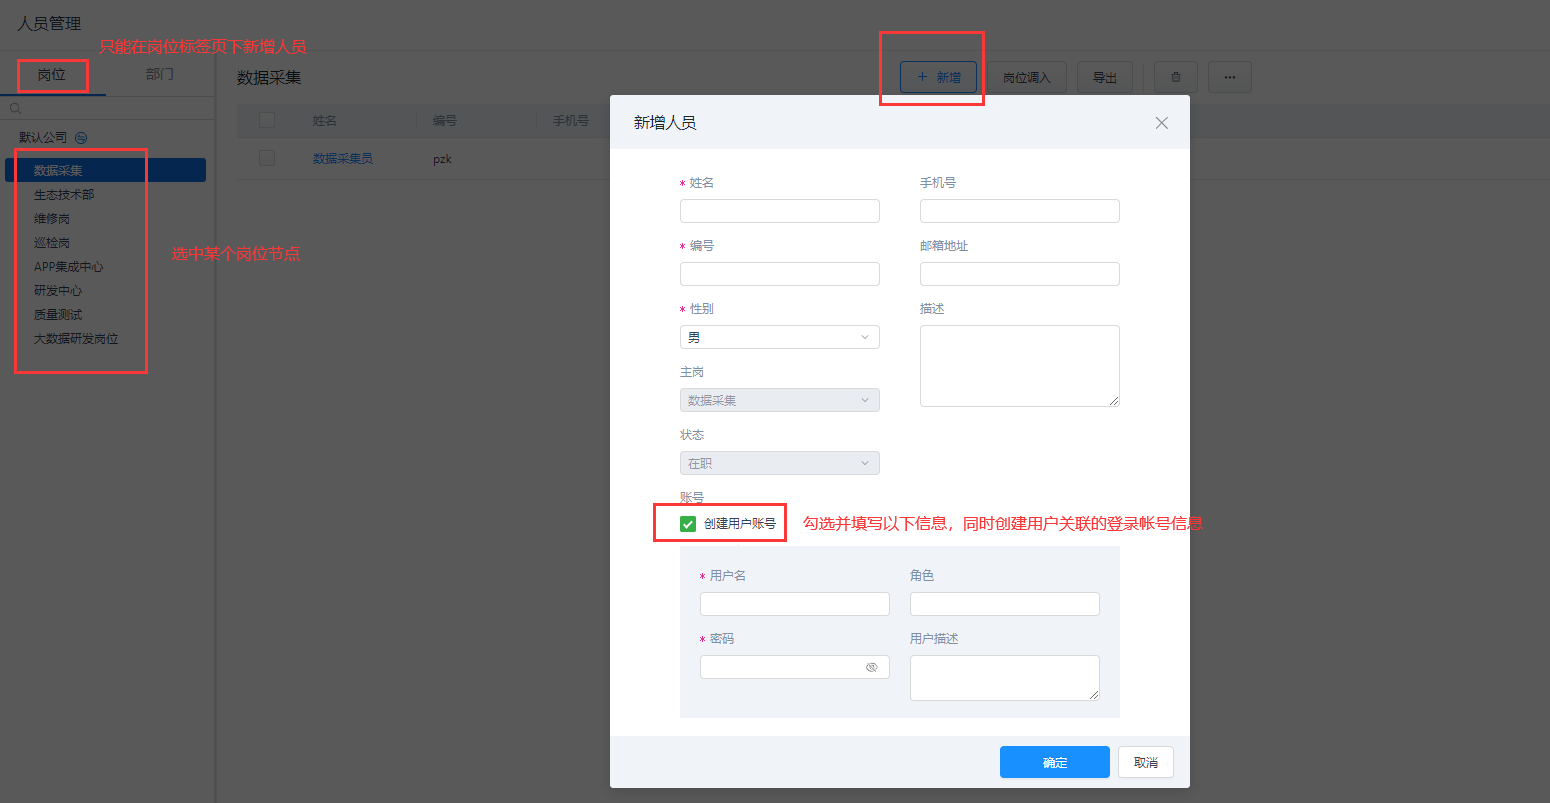 人员管理
只能在岗位标签页下新增人员
岗位
部门
数据采集
新增
岗位调入
导出
默认公司
数据采集
生态技术部
维修岗
巡检岗
APP集成中心
研发中心
质量测试
大数据研发岗位
选中某个岗位节点
姓名
编号
手机号
数据采集员
pzk
新增人员
* 姓名
手机号
* 编号
邮箱地址
* 性别
描述
男
主岗
数据采集
状态
在职
账号
创建用户账号
勾选并填写以下信息，同时创建用户关联的登录帐号信息
* 用户名
角色
* 密码
用户描述
确定
取消